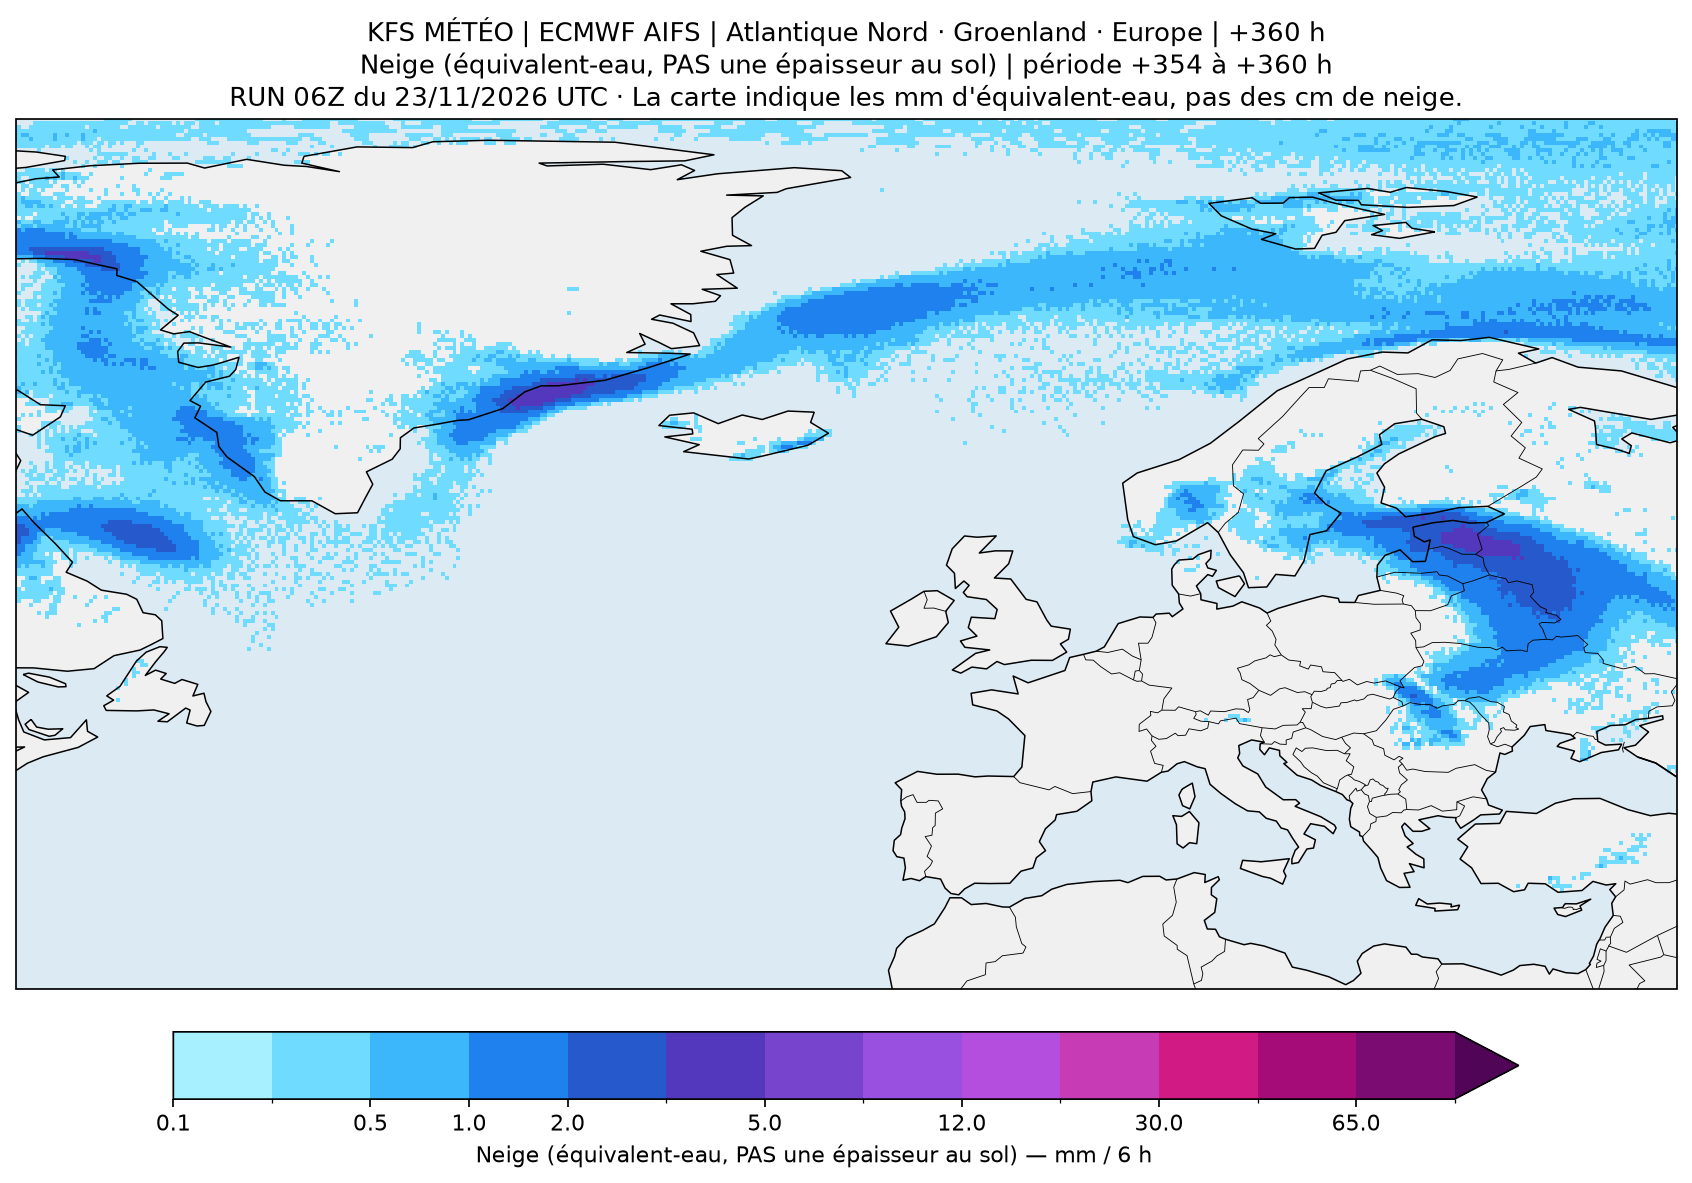 KFS MÉTÉO | ECMWF AIFS | Atlantique Nord · Groenland · Europe | +360 h
Neige (équivalent-eau, PAS une épaisseur au sol) | période +354 à +360 h
RUN 06Z du 23/11/2026 UTC · La carte indique les mm d'équivalent-eau, pas des cm de neige.
0.1 0.5 1.0 2.0 5.0 12.0 30.0 65.0
Neige (équivalent-eau, PAS une épaisseur au sol) — mm / 6 h